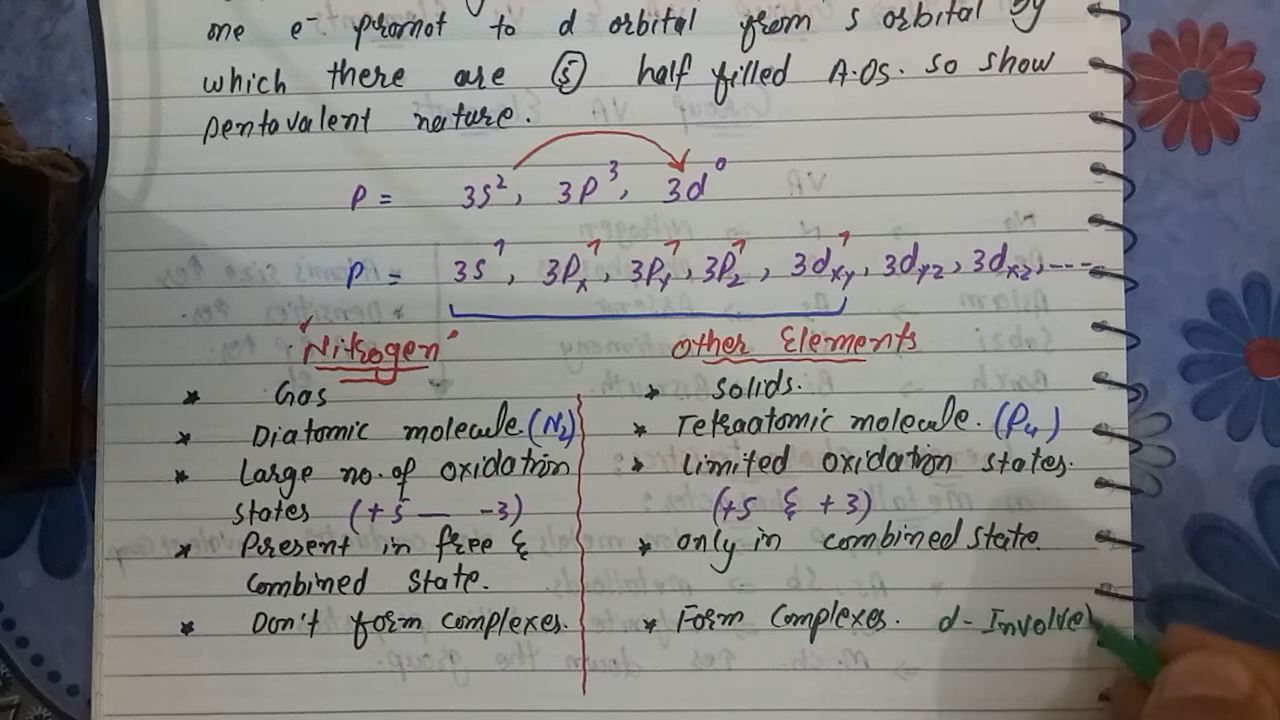 one e⁻ promot to d orbital from s orbital by
which there are ⑤ half filled A.Os. so show
pentavalent nature.
P = 3s², 3p³, 3d⁰
P = 3s¹, 3Px¹, 3Py¹, 3Pz¹, 3dxy¹, 3dyz, 3dxz, ----
"Nitrogen"
* Gas
* Diatomic molecule (N₂)
* Large no. of oxidation
states (+5 — -3)
* Present in free &
Combined state.
* Don't form complexes.
Other Elements
* Solids.
* Tetraatomic molecule. (P₄)
* Limited oxidation states.
(+5 & +3)
* only in combined state.
* Form Complexes. d-Involve